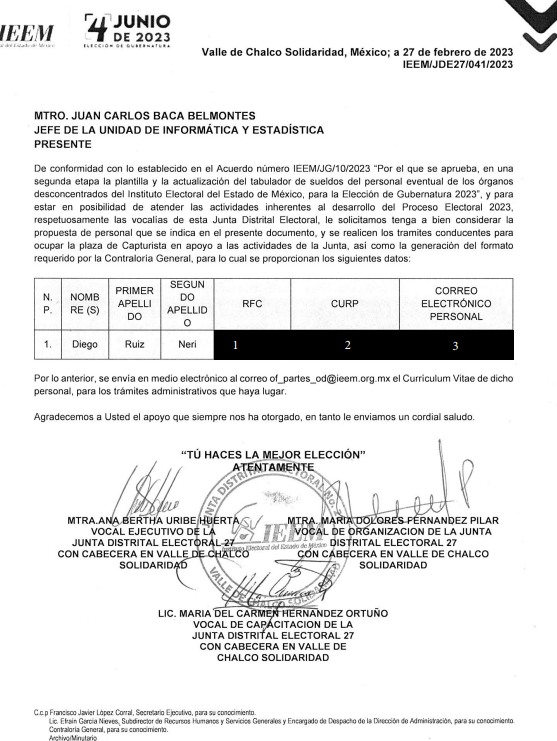 IEEM
4 JUNIO
DE 2023
ELECCIÓN DE GUBERNATURA
Valle de Chalco Solidaridad, México; a 27 de febrero de 2023
IEEM/JDE27/041/2023
MTRO. JUAN CARLOS BACA BELMONTES
JEFE DE LA UNIDAD DE INFORMÁTICA Y ESTADÍSTICA
PRESENTE
De conformidad con lo establecido en el Acuerdo número IEEM/JG/10/2023 “Por el que se aprueba, en una
segunda etapa la plantilla y la actualización del tabulador de sueldos del personal eventual de los órganos
desconcentrados del Instituto Electoral del Estado de México, para la Elección de Gubernatura 2023”, y para
estar en posibilidad de atender las actividades inherentes al desarrollo del Proceso Electoral 2023,
respetuosamente las vocalías de esta Junta Distrital Electoral, le solicitamos tenga a bien considerar la
propuesta de personal que se indica en el presente documento, y se realicen los tramites conducentes para
ocupar la plaza de Capturista en apoyo a las actividades de la Junta, así como la generación del formato
requerido por la Contraloría General, para lo cual se proporcionan los siguientes datos:
N.
P.
NOMB
RE (S)
PRIMER
APELLI
DO
SEGUN
DO
APELLID
O
RFC
CURP
CORREO
ELECTRÓNICO
PERSONAL
1. Diego Ruiz Neri 1 2 3
Por lo anterior, se envía en medio electrónico al correo of_partes_od@ieem.org.mx el Curriculum Vitae de dicho
personal, para los trámites administrativos que haya lugar.
Agradecemos a Usted el apoyo que siempre nos ha otorgado, en tanto le enviamos un cordial saludo.
“TÚ HACES LA MEJOR ELECCIÓN”
ATENTAMENTE
MTRA.ANA BERTHA URIBE HUERTA
VOCAL EJECUTIVO DE LA
JUNTA DISTRITAL ELECTORAL 27
CON CABECERA EN VALLE DE CHALCO
SOLIDARIDAD
MTRA. MARIA DOLORES FERNANDEZ PILAR
VOCAL DE ORGANIZACION DE LA JUNTA
DISTRITAL ELECTORAL 27
CON CABECERA EN VALLE DE CHALCO
SOLIDARIDAD
JUNTA DISTRITAL ELECTORAL No.
IEEM
Instituto Electoral del Estado de México
VALLE DE CHALCO SOLIDARIDAD
LIC. MARIA DEL CARMEN HERNANDEZ ORTUÑO
VOCAL DE CAPACITACION DE LA
JUNTA DISTRITAL ELECTORAL 27
CON CABECERA EN VALLE DE
CHALCO SOLIDARIDAD
C.c.p Francisco Javier López Corral, Secretario Ejecutivo, para su conocimiento.
Lic. Efraín García Nieves, Subdirector de Recursos Humanos y Servicios Generales y Encargado de Despacho de la Dirección de Administración, para su conocimiento.
Contraloría General, para su conocimiento.
Archivo/Minutario